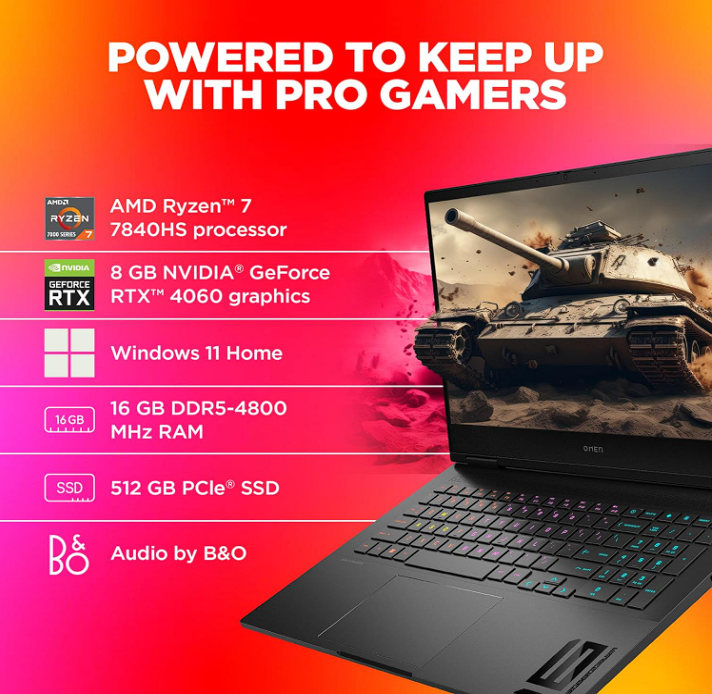 POWERED TO KEEP UP
WITH PRO GAMERS
AMD
RYZEN
7000 SERIES 7
AMD Ryzen™ 7
7840HS processor
NVIDIA
GEFORCE
RTX
8 GB NVIDIA® GeForce
RTX™ 4060 graphics
Windows 11 Home
16 GB
16 GB DDR5-4800
MHz RAM
SSD
512 GB PCIe® SSD
B&O
Audio by B&O
OMEN